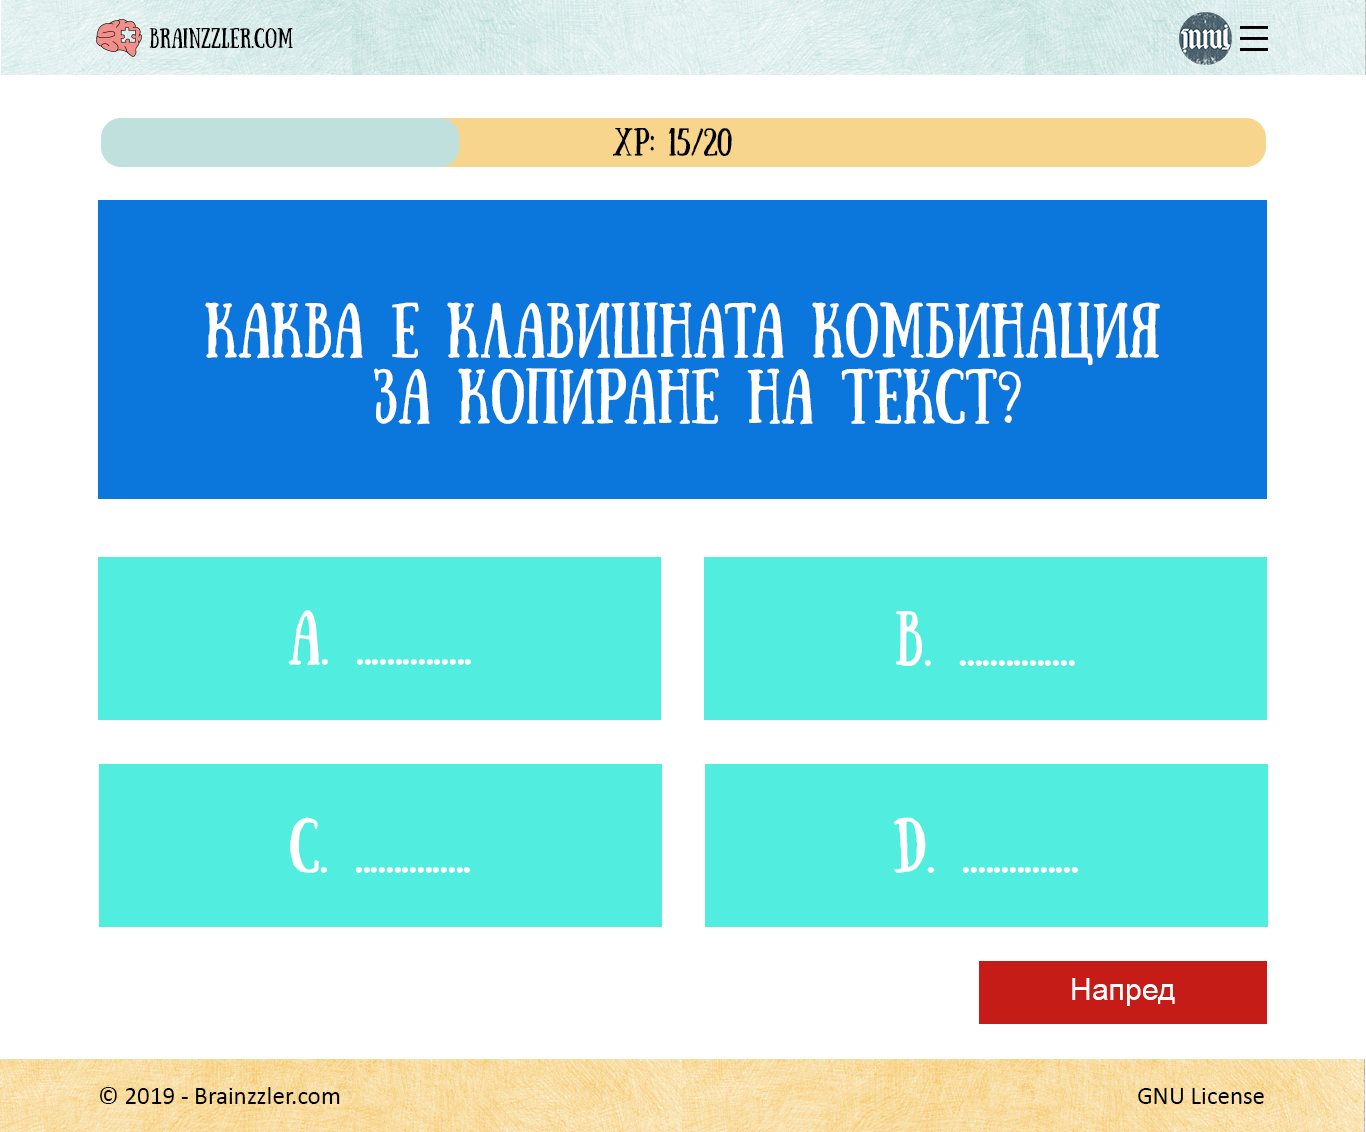 BRAINZZLER.COM
XP: 15/20
КАКВА Е КЛАВИШНАТА КОМБИНАЦИЯ
ЗА КОПИРАНЕ НА ТЕКСТ?
A. ...............
B. ...............
C. ...............
D. ...............
Напред
© 2019 - Brainzzler.com
GNU License